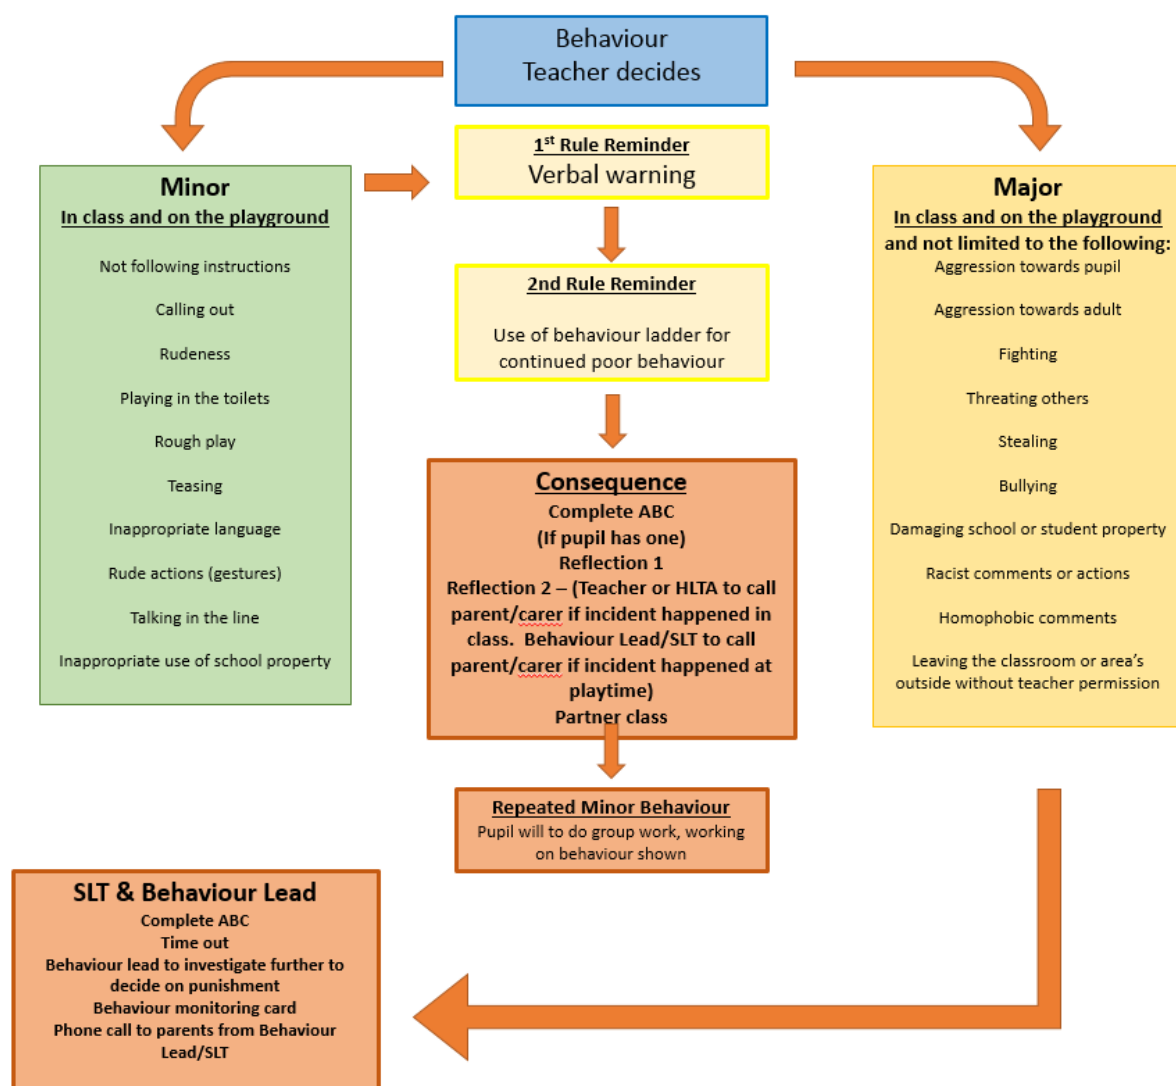 Behaviour
Teacher decides
Minor
In class and on the playground
Not following instructions
Calling out
Rudeness
Playing in the toilets
Rough play
Teasing
Inappropriate language
Rude actions (gestures)
Talking in the line
Inappropriate use of school property
1st Rule Reminder
Verbal warning
2nd Rule Reminder
Use of behaviour ladder for
continued poor behaviour
Consequence
Complete ABC
(If pupil has one)
Reflection 1
Reflection 2 – (Teacher or HLTA to call
parent/carer if incident happened in
class. Behaviour Lead/SLT to call
parent/carer if incident happened at
playtime)
Partner class
Repeated Minor Behaviour
Pupil will to do group work, working
on behaviour shown
Major
In class and on the playground
and not limited to the following:
Aggression towards pupil
Aggression towards adult
Fighting
Threating others
Stealing
Bullying
Damaging school or student property
Racist comments or actions
Homophobic comments
Leaving the classroom or area's
outside without teacher permission
SLT & Behaviour Lead
Complete ABC
Time out
Behaviour lead to investigate further to
decide on punishment
Behaviour monitoring card
Phone call to parents from Behaviour
Lead/SLT